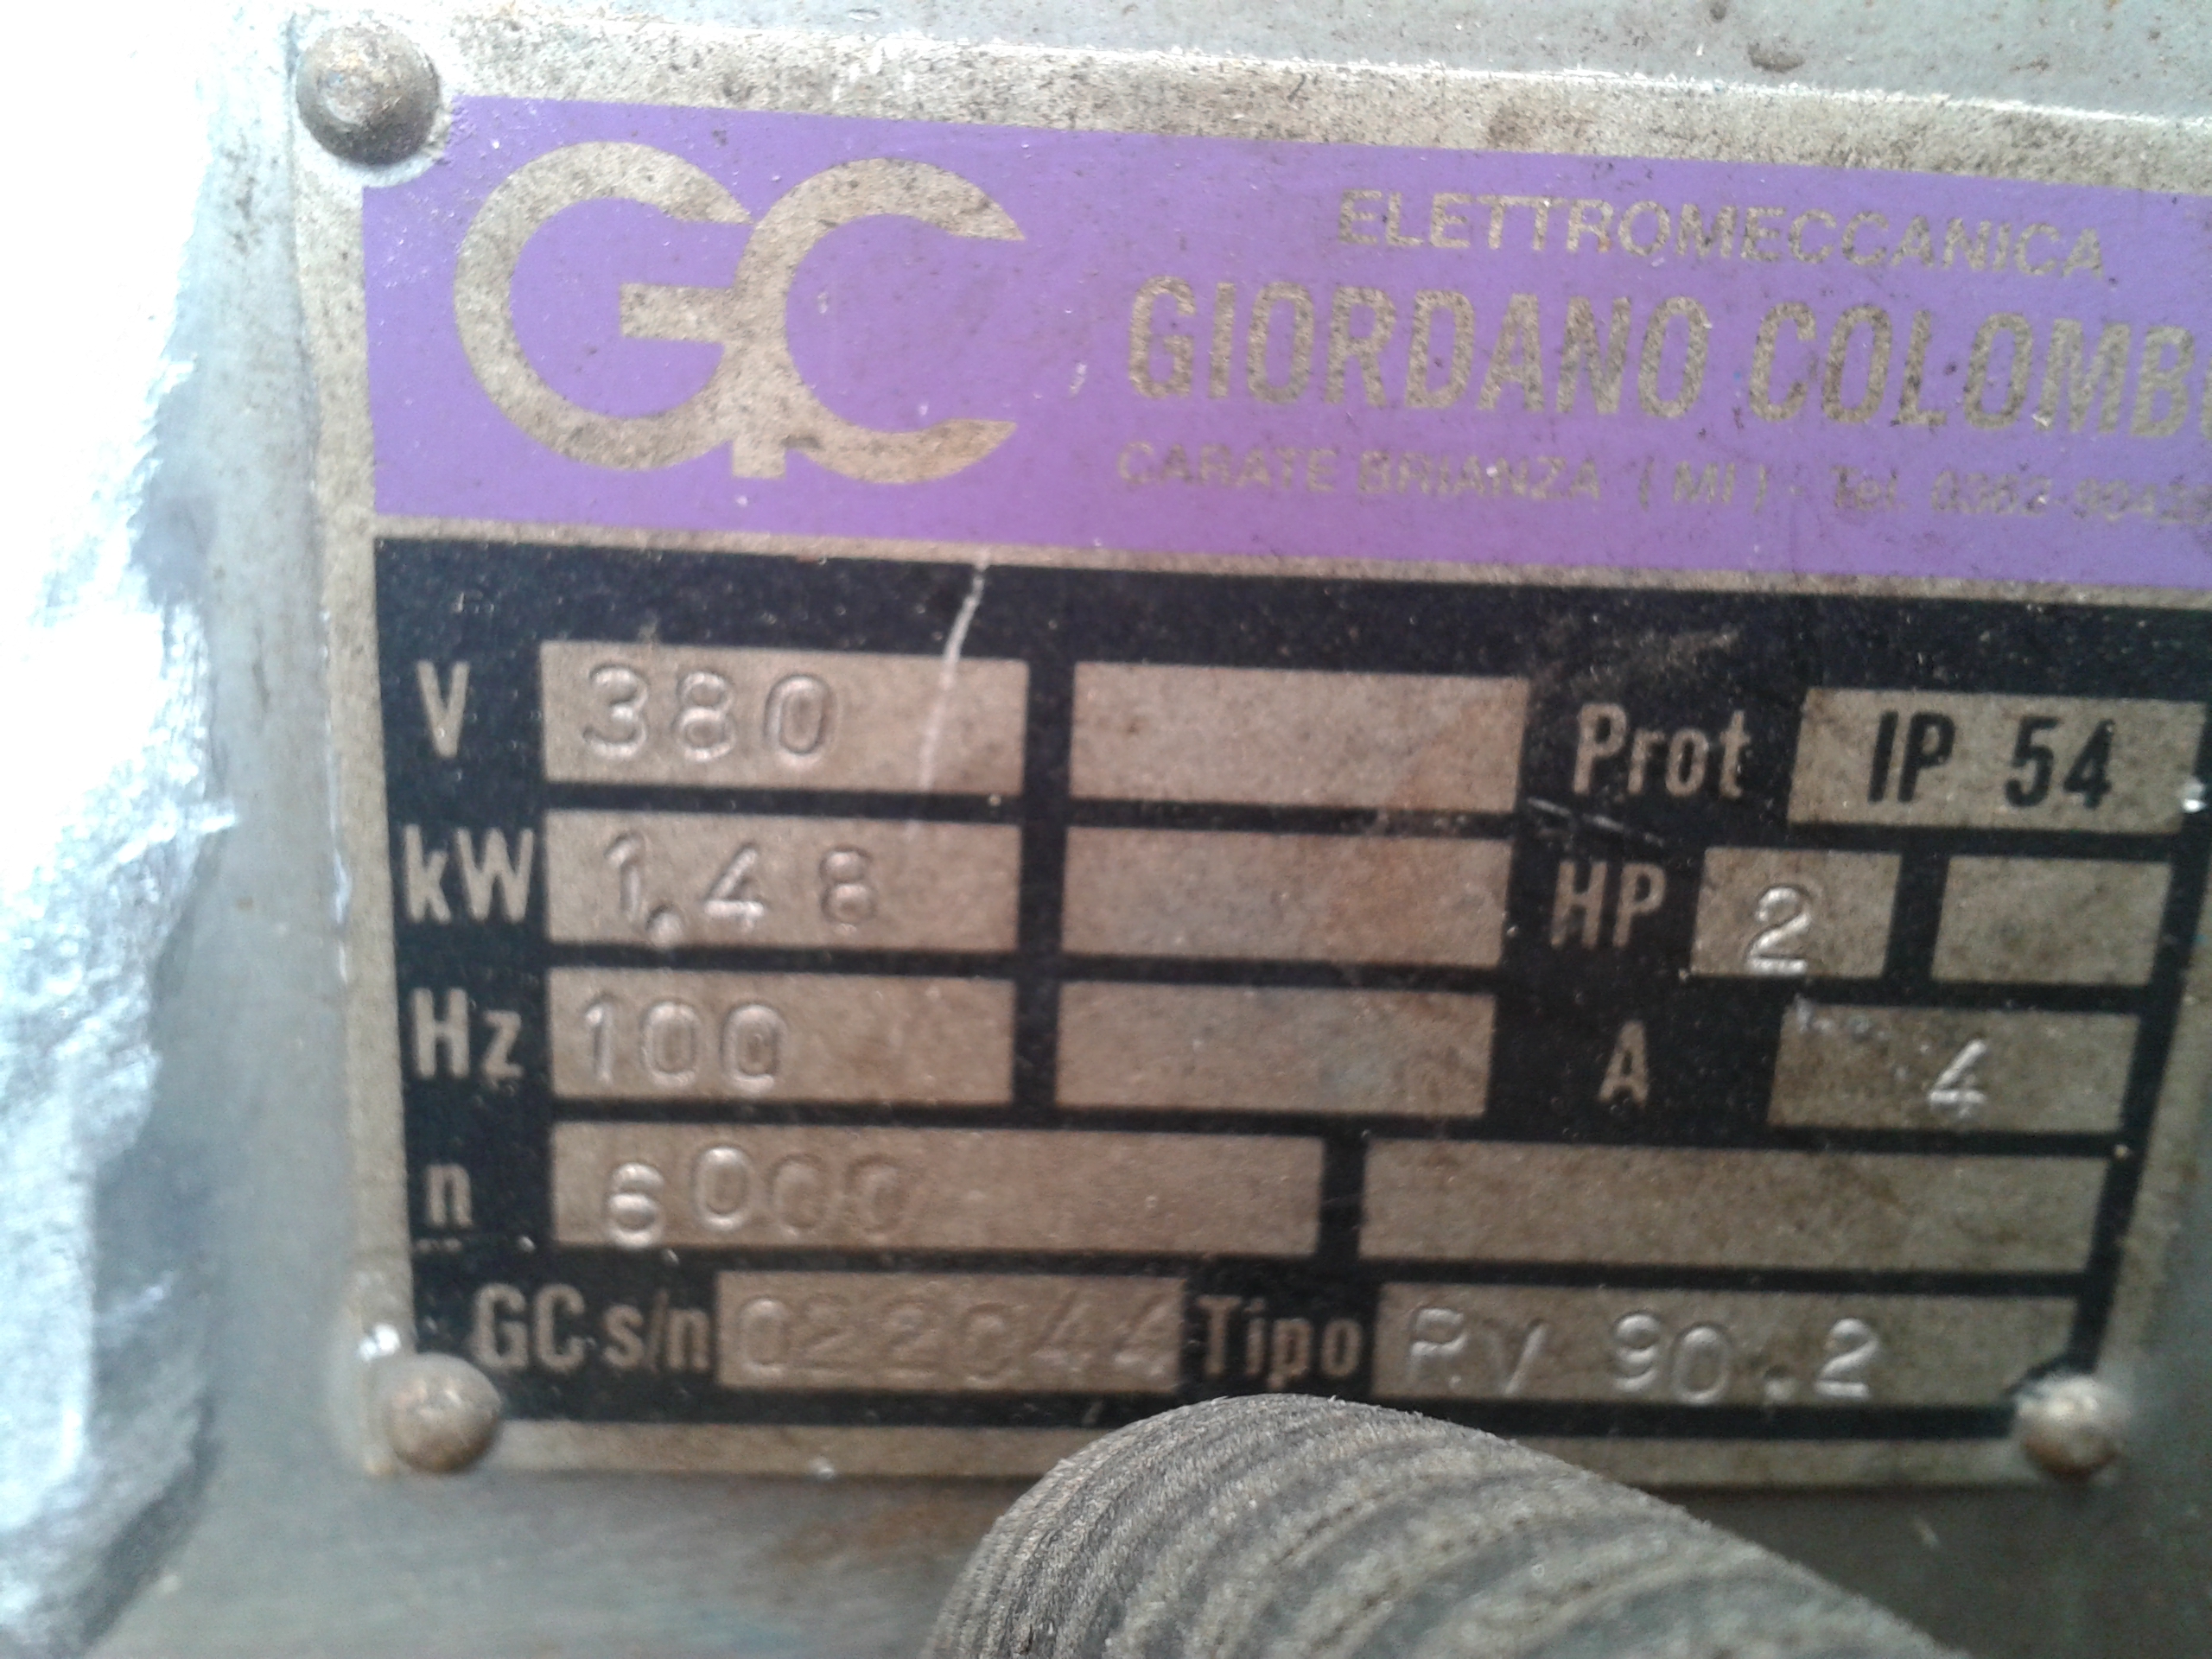 GC
ELETTROMECCANICA
GIORDANO COLOMB
CARATE BRIANZA (MI) - Tel.
V 380 Prot IP 54
kW 1,48 HP 2
Hz 100 A 4
n 6000
GC s/n Tipo RV 90.2